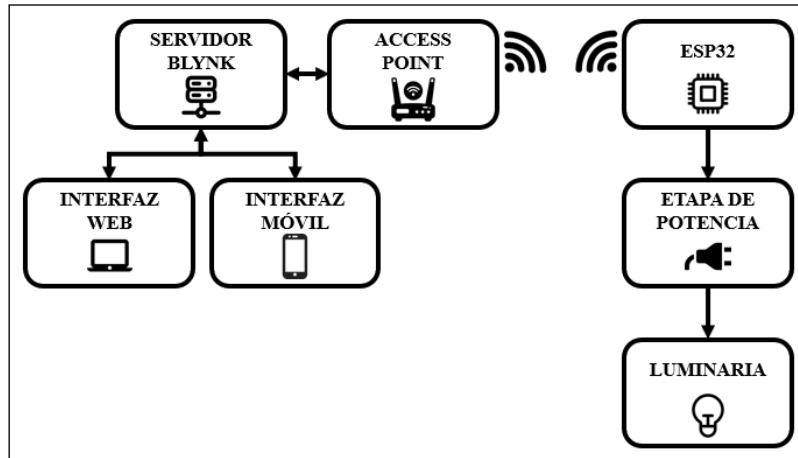 SERVIDOR
BLYNK
ACCESS
POINT
ESP32
INTERFAZ
WEB
INTERFAZ
MÓVIL
ETAPA DE
POTENCIA
LUMINARIA